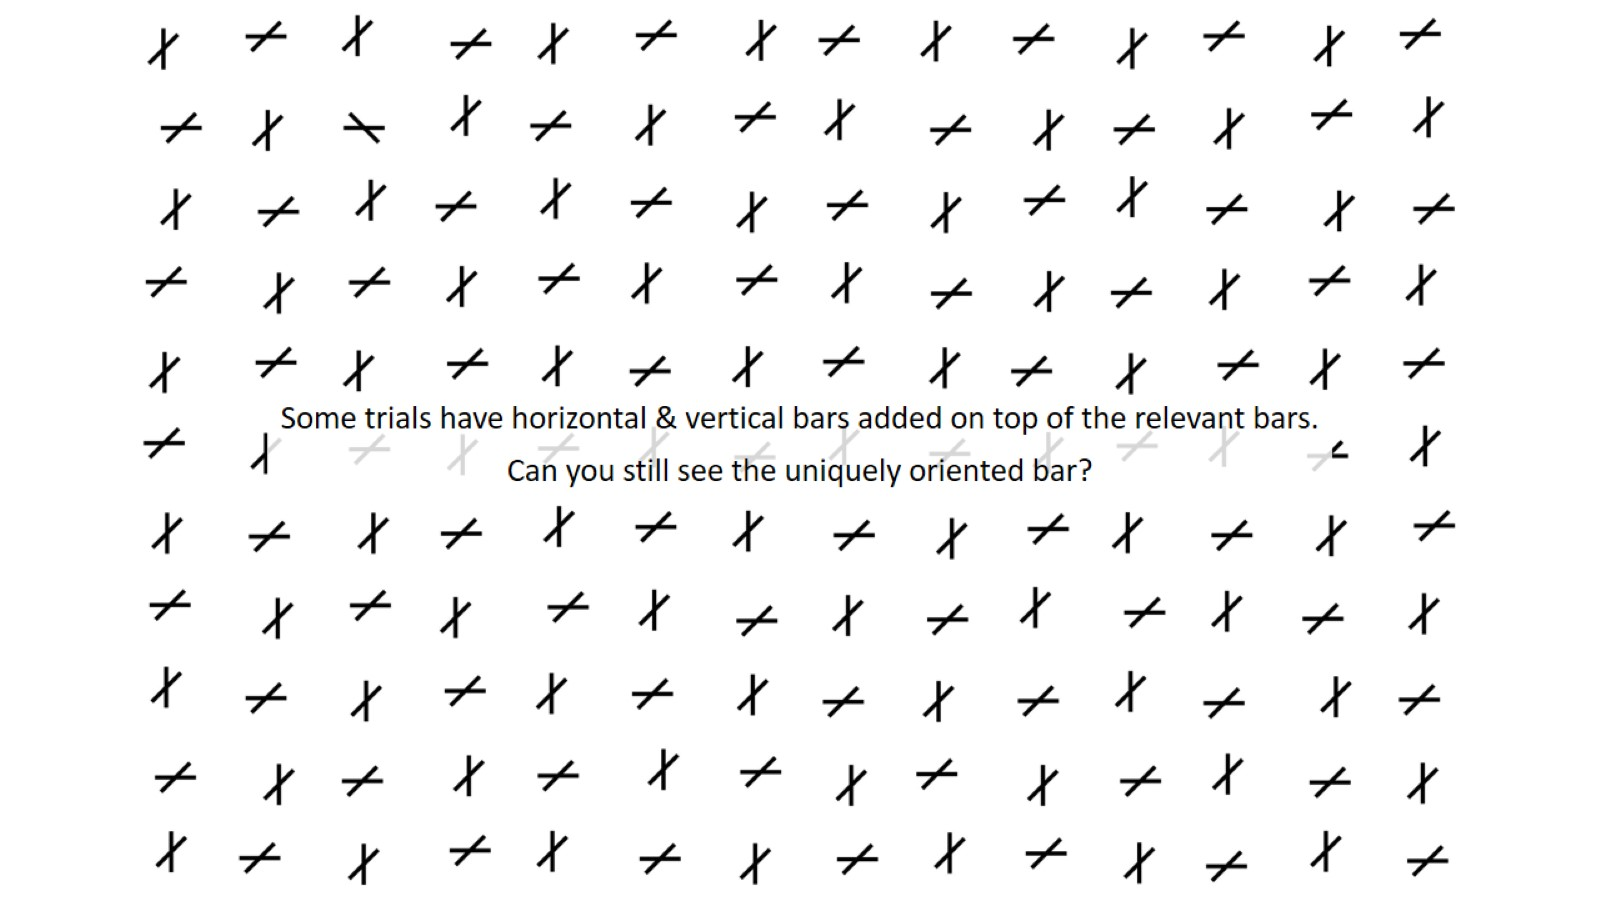 Some trials have horizontal & vertical bars added on top of the relevant bars.
Can you still see the uniquely oriented bar?